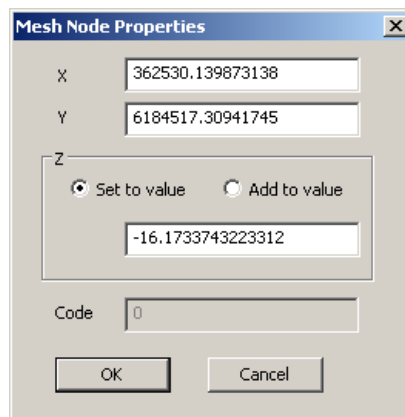 Mesh Node Properties
X 362530.139873138
Y 6184517.30941745
Z
Set to value Add to value
-16.1733743223312
Code 0
OK Cancel